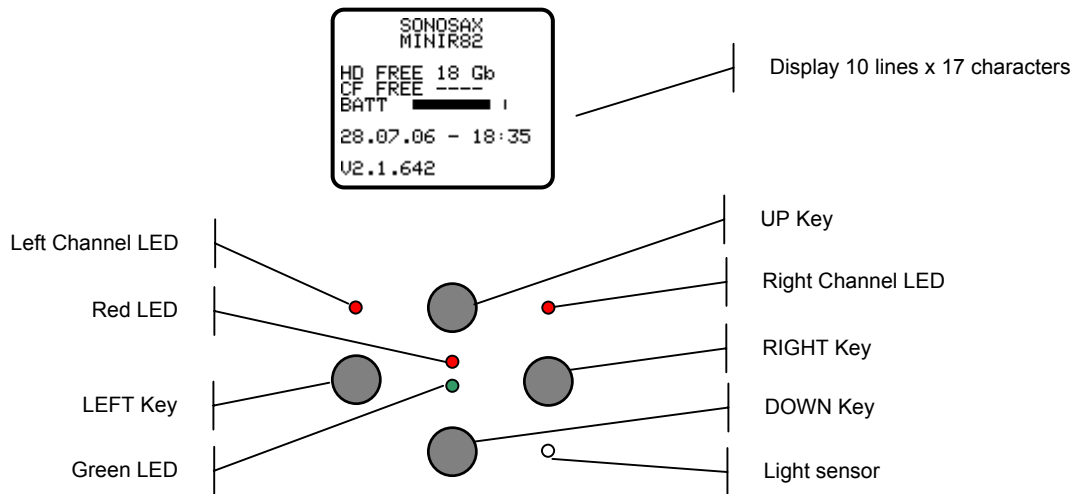 SONOSAX
MINIR82
HD FREE 18 Gb
CF FREE ----
BATT
28.07.06 - 18:35
V2.1.642
Display 10 lines x 17 characters
UP Key
Left Channel LED
Right Channel LED
Red LED
RIGHT Key
LEFT Key
DOWN Key
Green LED
Light sensor